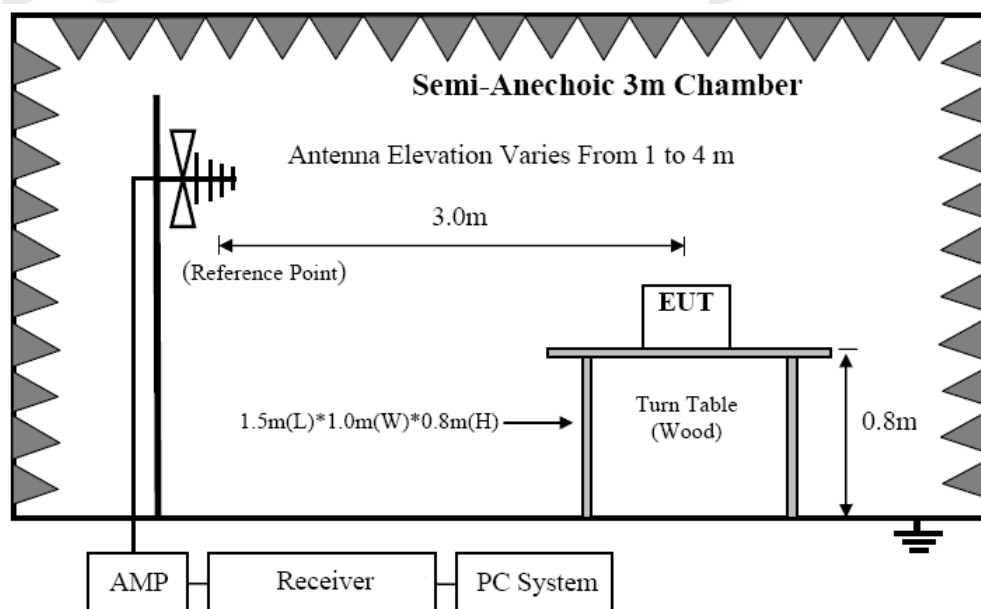 Semi-Anechoic 3m Chamber
Antenna Elevation Varies From 1 to 4 m
3.0m
(Reference Point)
EUT
1.5m(L)*1.0m(W)*0.8m(H)
Turn Table
(Wood)
0.8m
AMP
Receiver
PC System